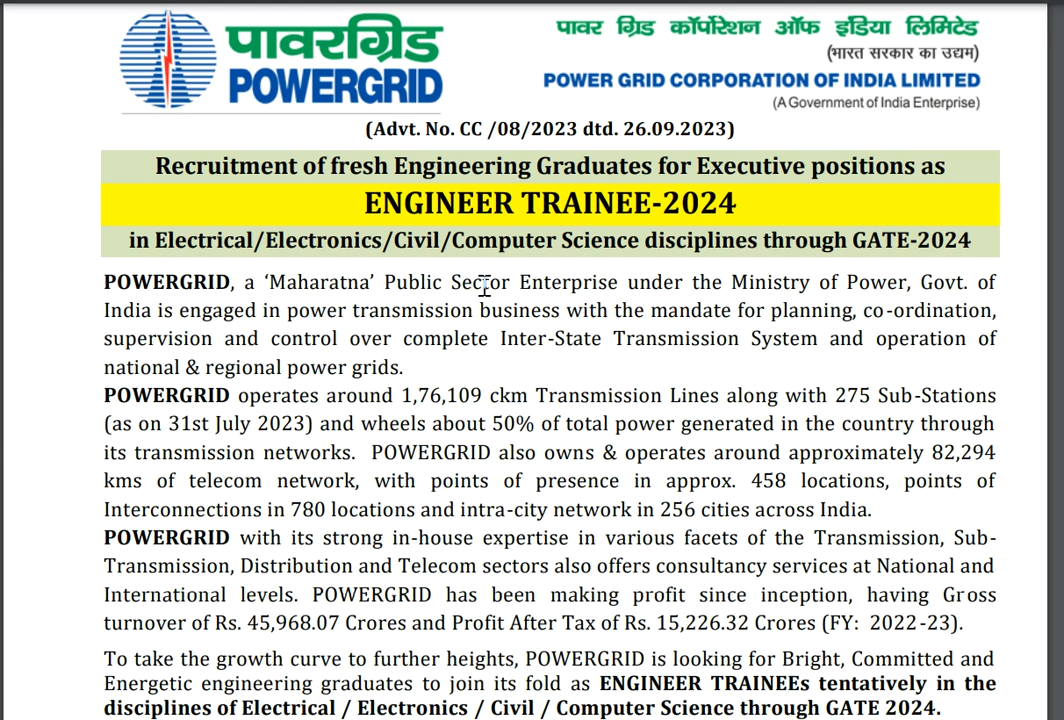 पावरग्रिड
POWERGRID
पावर ग्रिड कॉर्पोरेशन ऑफ इंडिया लिमिटेड
(भारत सरकार का उद्यम)
POWER GRID CORPORATION OF INDIA LIMITED
(A Government of India Enterprise)
(Advt. No. CC /08/2023 dtd. 26.09.2023)
Recruitment of fresh Engineering Graduates for Executive positions as
ENGINEER TRAINEE-2024
in Electrical/Electronics/Civil/Computer Science disciplines through GATE-2024
POWERGRID, a ‘Maharatna’ Public Sector Enterprise under the Ministry of Power, Govt. of
India is engaged in power transmission business with the mandate for planning, co-ordination,
supervision and control over complete Inter-State Transmission System and operation of
national & regional power grids.
POWERGRID operates around 1,76,109 ckm Transmission Lines along with 275 Sub-Stations
(as on 31st July 2023) and wheels about 50% of total power generated in the country through
its transmission networks. POWERGRID also owns & operates around approximately 82,294
kms of telecom network, with points of presence in approx. 458 locations, points of
Interconnections in 780 locations and intra-city network in 256 cities across India.
POWERGRID with its strong in-house expertise in various facets of the Transmission, Sub-
Transmission, Distribution and Telecom sectors also offers consultancy services at National and
International levels. POWERGRID has been making profit since inception, having Gross
turnover of Rs. 45,968.07 Crores and Profit After Tax of Rs. 15,226.32 Crores (FY: 2022-23).
To take the growth curve to further heights, POWERGRID is looking for Bright, Committed and
Energetic engineering graduates to join its fold as ENGINEER TRAINEEs tentatively in the
disciplines of Electrical / Electronics / Civil / Computer Science through GATE 2024.